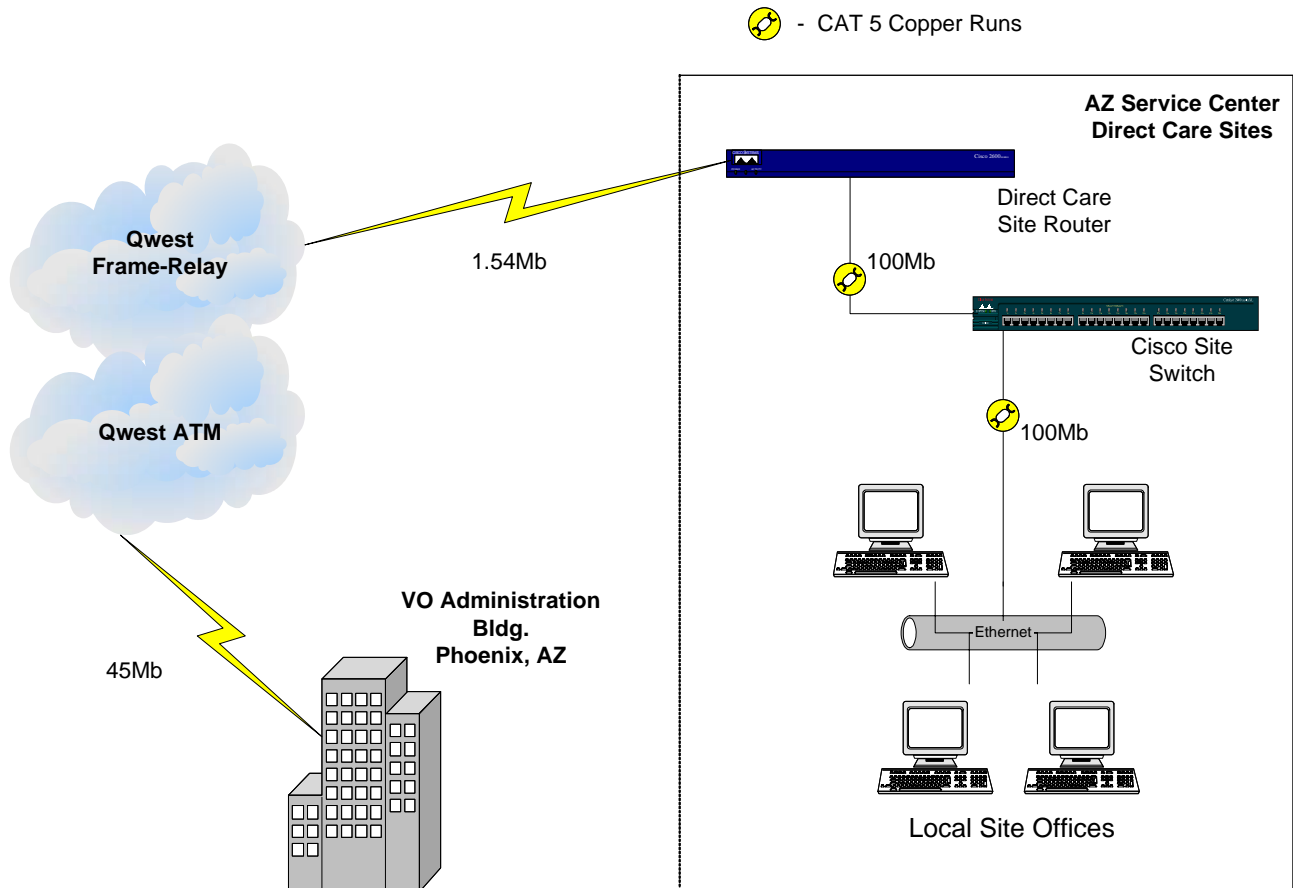 - CAT 5 Copper Runs
AZ Service Center
Direct Care Sites
Direct Care
Site Router
Qwest
Frame-Relay
1.54Mb
100Mb
Cisco Site
Switch
Qwest ATM
100Mb
VO Administration
Bldg.
Phoenix, AZ
Ethernet
45Mb
Local Site Offices